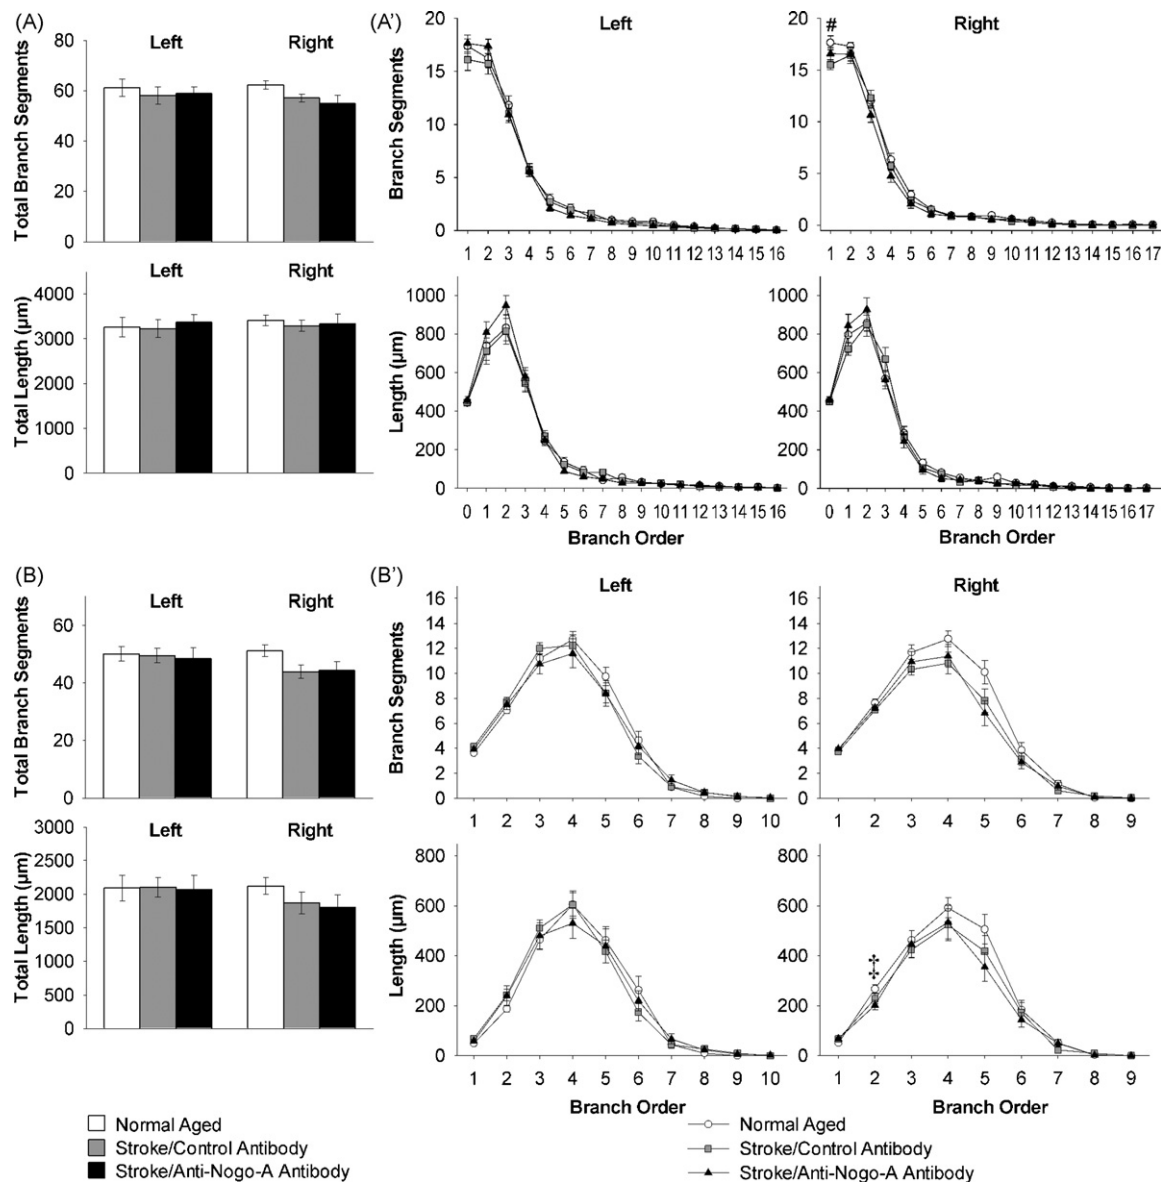 (A)
Left Right
Total Branch Segments
80
60
40
20
0
Left Right
Total Length (µm)
4000
3000
2000
1000
0
(A')
Left
Branch Segments
20
15
10
5
0
1 2 3 4 5 6 7 8 9 10 11 12 13 14 15 16
Right
#
20
15
10
5
0
1 2 3 4 5 6 7 8 9 10 11 12 13 14 15 16 17
Length (µm)
1000
800
600
400
200
0
0 1 2 3 4 5 6 7 8 9 10 11 12 13 14 15 16
Branch Order
1000
800
600
400
200
0
0 1 2 3 4 5 6 7 8 9 10 11 12 13 14 15 16 17
Branch Order
(B)
Left Right
Total Branch Segments
60
40
20
0
Left Right
Total Length (µm)
3000
2500
2000
1500
1000
500
0
(B')
Left
Branch Segments
16
14
12
10
8
6
4
2
0
1 2 3 4 5 6 7 8 9 10
Right
16
14
12
10
8
6
4
2
0
1 2 3 4 5 6 7 8 9
Length (µm)
800
600
400
200
0
1 2 3 4 5 6 7 8 9 10
Branch Order
800
600
400
200
0
‡
1 2 3 4 5 6 7 8 9
Branch Order
Normal Aged
Stroke/Control Antibody
Stroke/Anti-Nogo-A Antibody
Normal Aged
Stroke/Control Antibody
Stroke/Anti-Nogo-A Antibody